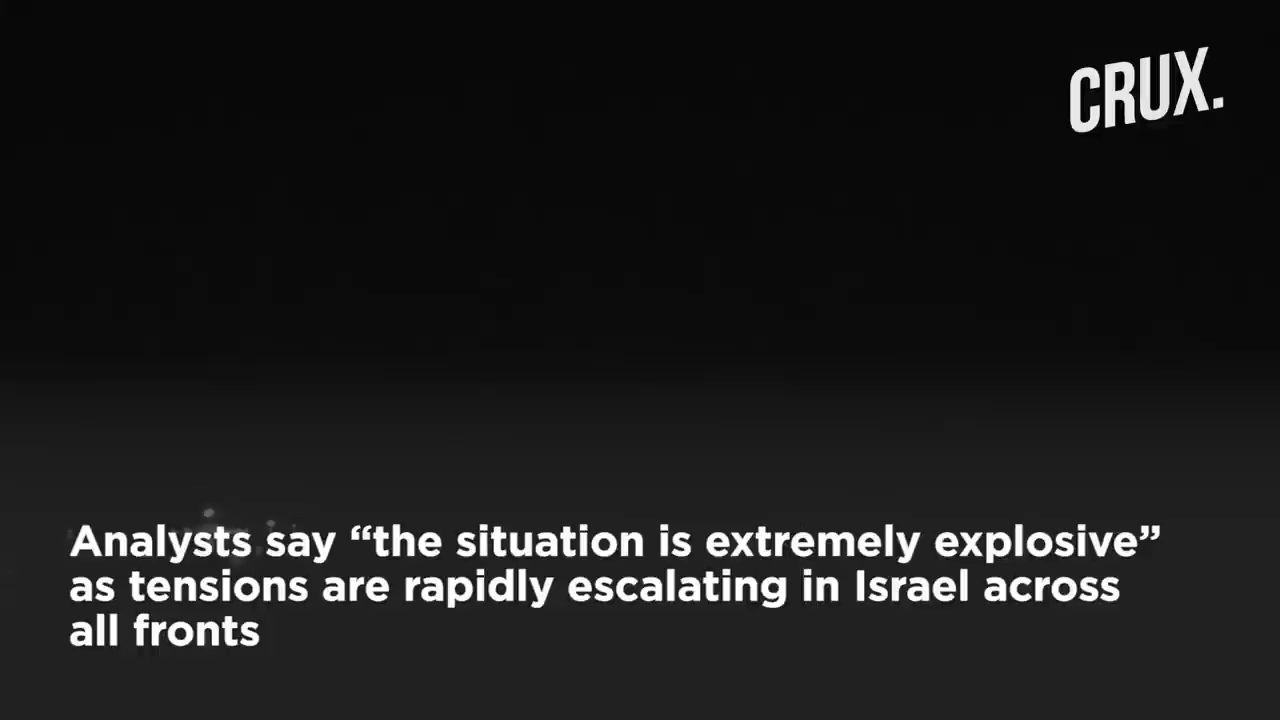 CRUX.
Analysts say “the situation is extremely explosive”
as tensions are rapidly escalating in Israel across
all fronts